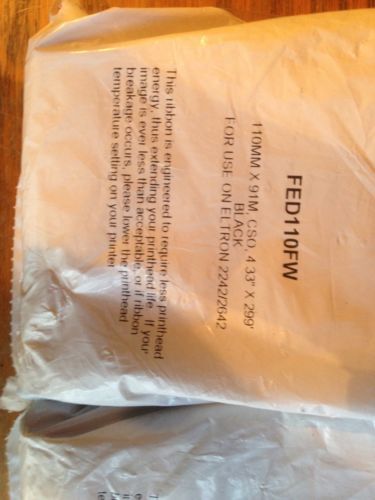 FED110FW
110MM X 91M, CSO, 4.33" X 299'
BLACK
FOR USE ON ELTRON 2242/2642
This ribbon is engineered to require less printhead
energy, thus extending your printhead life. If your
image is ever less than acceptable, or if ribbon
breakage occurs, please lower the printhead
temperature setting on your printer.